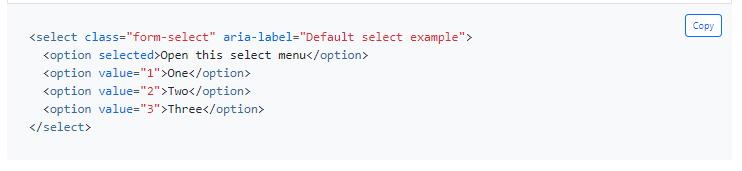 Copy
<select class="form-select" aria-label="Default select example">
  <option selected>Open this select menu</option>
  <option value="1">One</option>
  <option value="2">Two</option>
  <option value="3">Three</option>
</select>